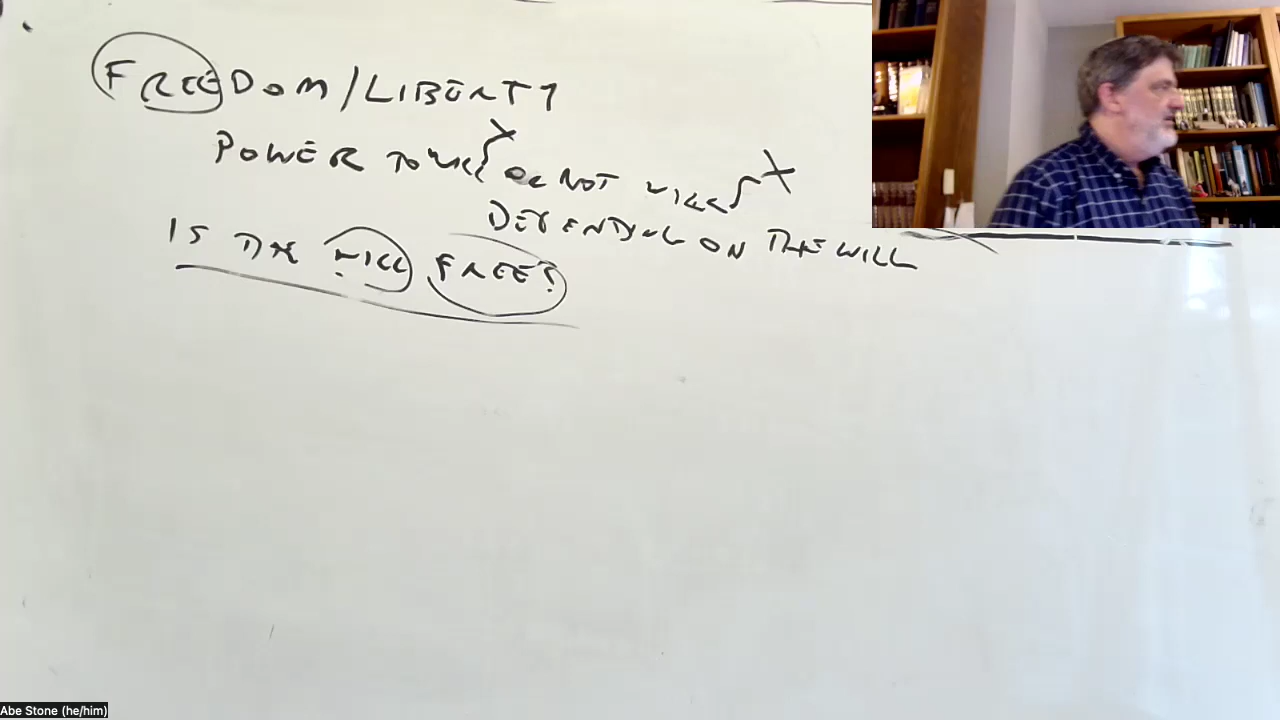 FREEDOM/LIBERTY
POWER TO WILL X OR NOT WILL X
DEPENDING ON THE WILL
IS THE WILL FREE?
Abe Stone (he/him)